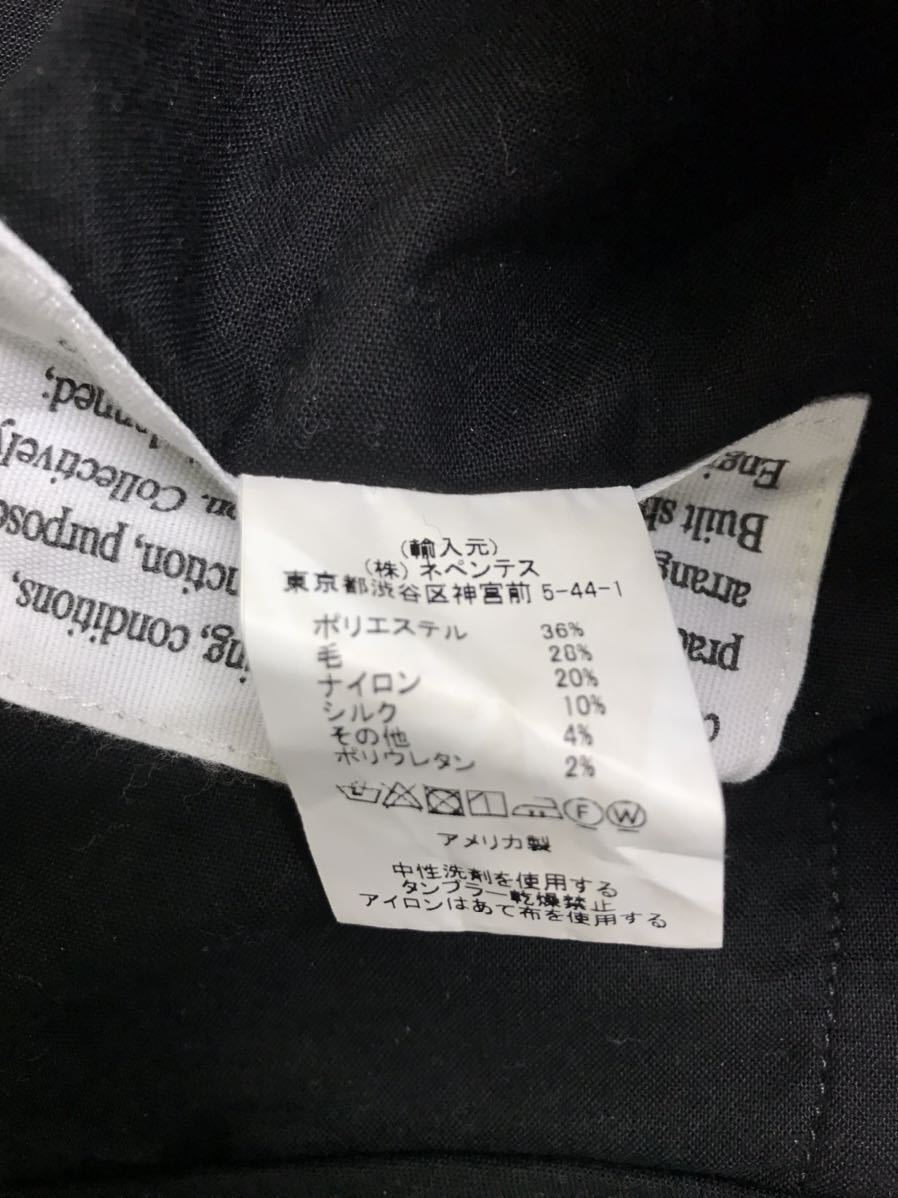 (輸入元)
(株) ネペンテス
東京都渋谷区神宮前 5-44-1
ポリエステル 36%
毛 28%
ナイロン 20%
シルク 10%
その他 4%
ポリウレタン 2%
F W
アメリカ製
中性洗剤を使用する
タンブラー乾燥禁止
アイロンはあて布を使用する
conditions,
purpose
Collectively
Built